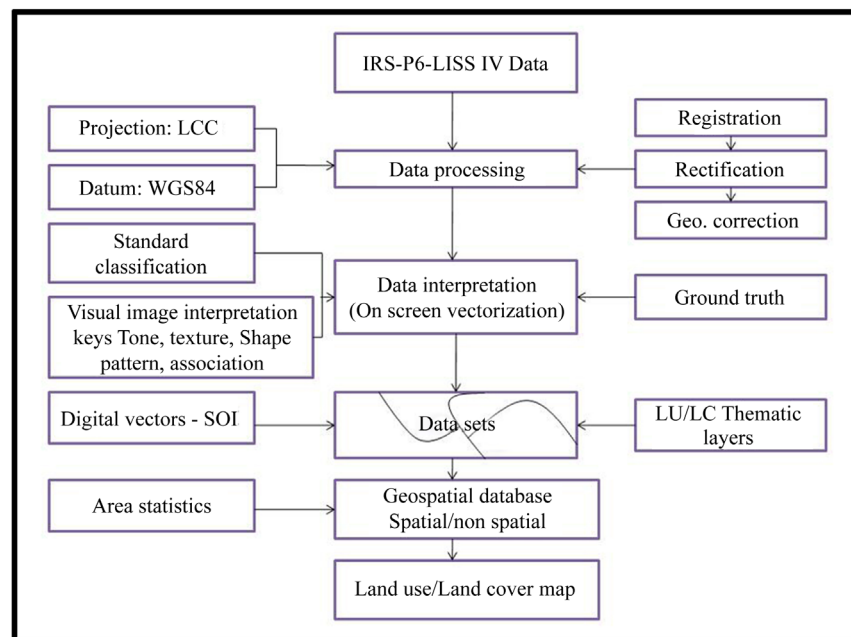 IRS-P6-LISS IV Data
Projection: LCC
Registration
Data processing
Rectification
Datum: WGS84
Geo. correction
Standard
classification
Data interpretation
(On screen vectorization)
Ground truth
Visual image interpretation
keys Tone, texture, Shape
pattern, association
Digital vectors - SOI
Data sets
LU/LC Thematic
layers
Area statistics
Geospatial database
Spatial/non spatial
Land use/Land cover map